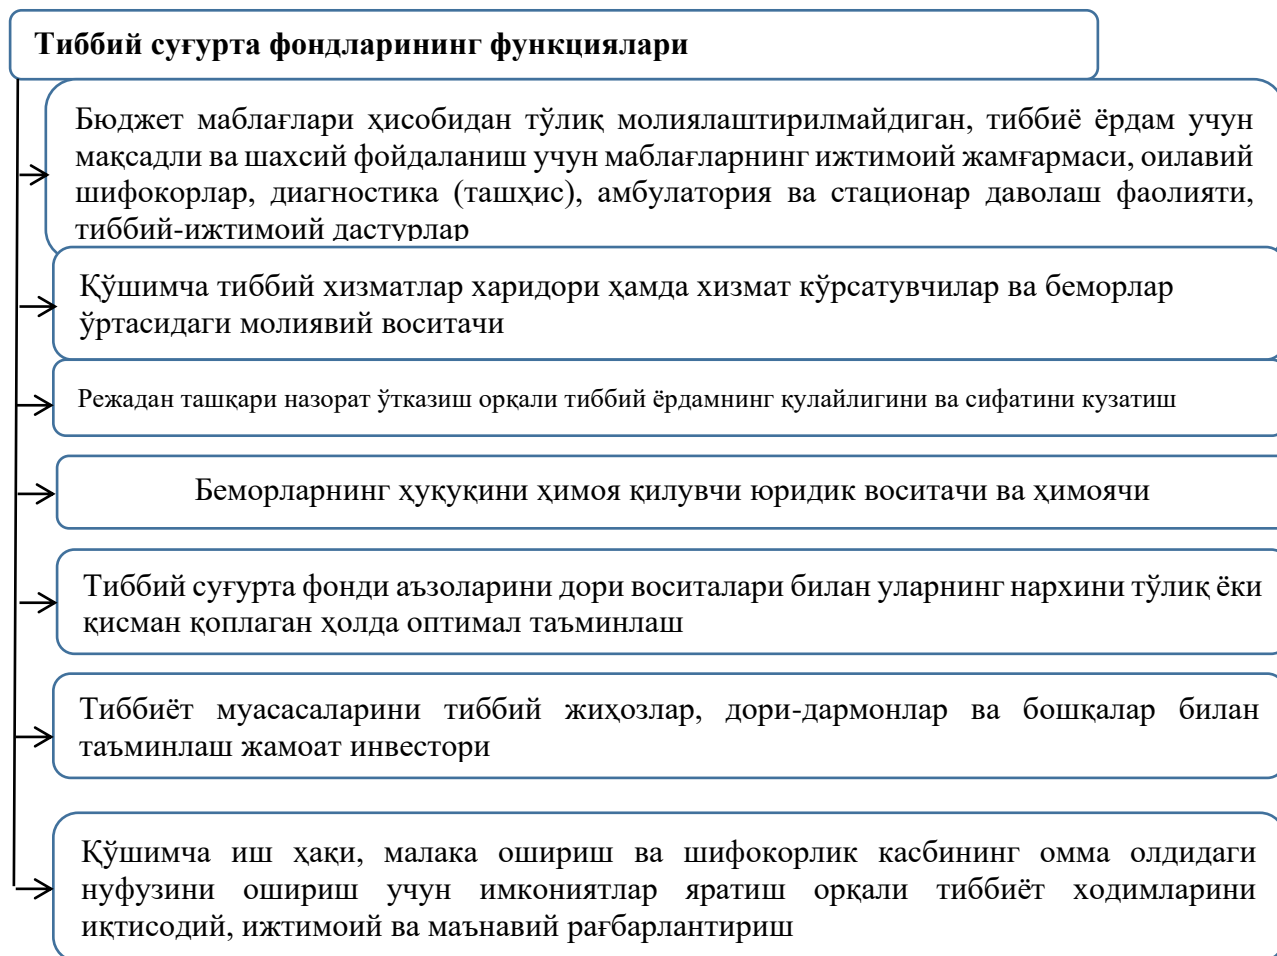 Тиббий суғурта фондларининг функциялари
Бюджет маблағлари ҳисобидан тўлиқ молиялаштирилмайдиган, тиббиё ёрдам учун
мақсадли ва шахсий фойдаланиш учун маблағларнинг ижтимоий жамғармаси, оилавий
шифокорлар, диагностика (ташҳис), амбулатория ва стационар даволаш фаолияти,
тиббий-ижтимоий дастурлар
Қўшимча тиббий хизматлар харидори ҳамда хизмат кўрсатувчилар ва беморлар
ўртасидаги молиявий воситачи
Режадан ташқари назорат ўтказиш орқали тиббий ёрдамнинг қулайлигини ва сифатини кузатиш
Беморларнинг ҳуқуқини ҳимоя қилувчи юридик воситачи ва ҳимоячи
Тиббий суғурта фонди аъзоларини дори воситалари билан уларнинг нархини тўлиқ ёки
қисман қоплаган ҳолда оптимал таъминлаш
Тиббиёт муасасаларини тиббий жиҳозлар, дори-дармонлар ва бошқалар билан
таъминлаш жамоат инвестори
Қўшимча иш ҳақи, малака ошириш ва шифокорлик касбининг омма олдидаги
нуфузини ошириш учун имкониятлар яратиш орқали тиббиёт ходимларини
иқтисодий, ижтимоий ва маънавий рағбарлантириш